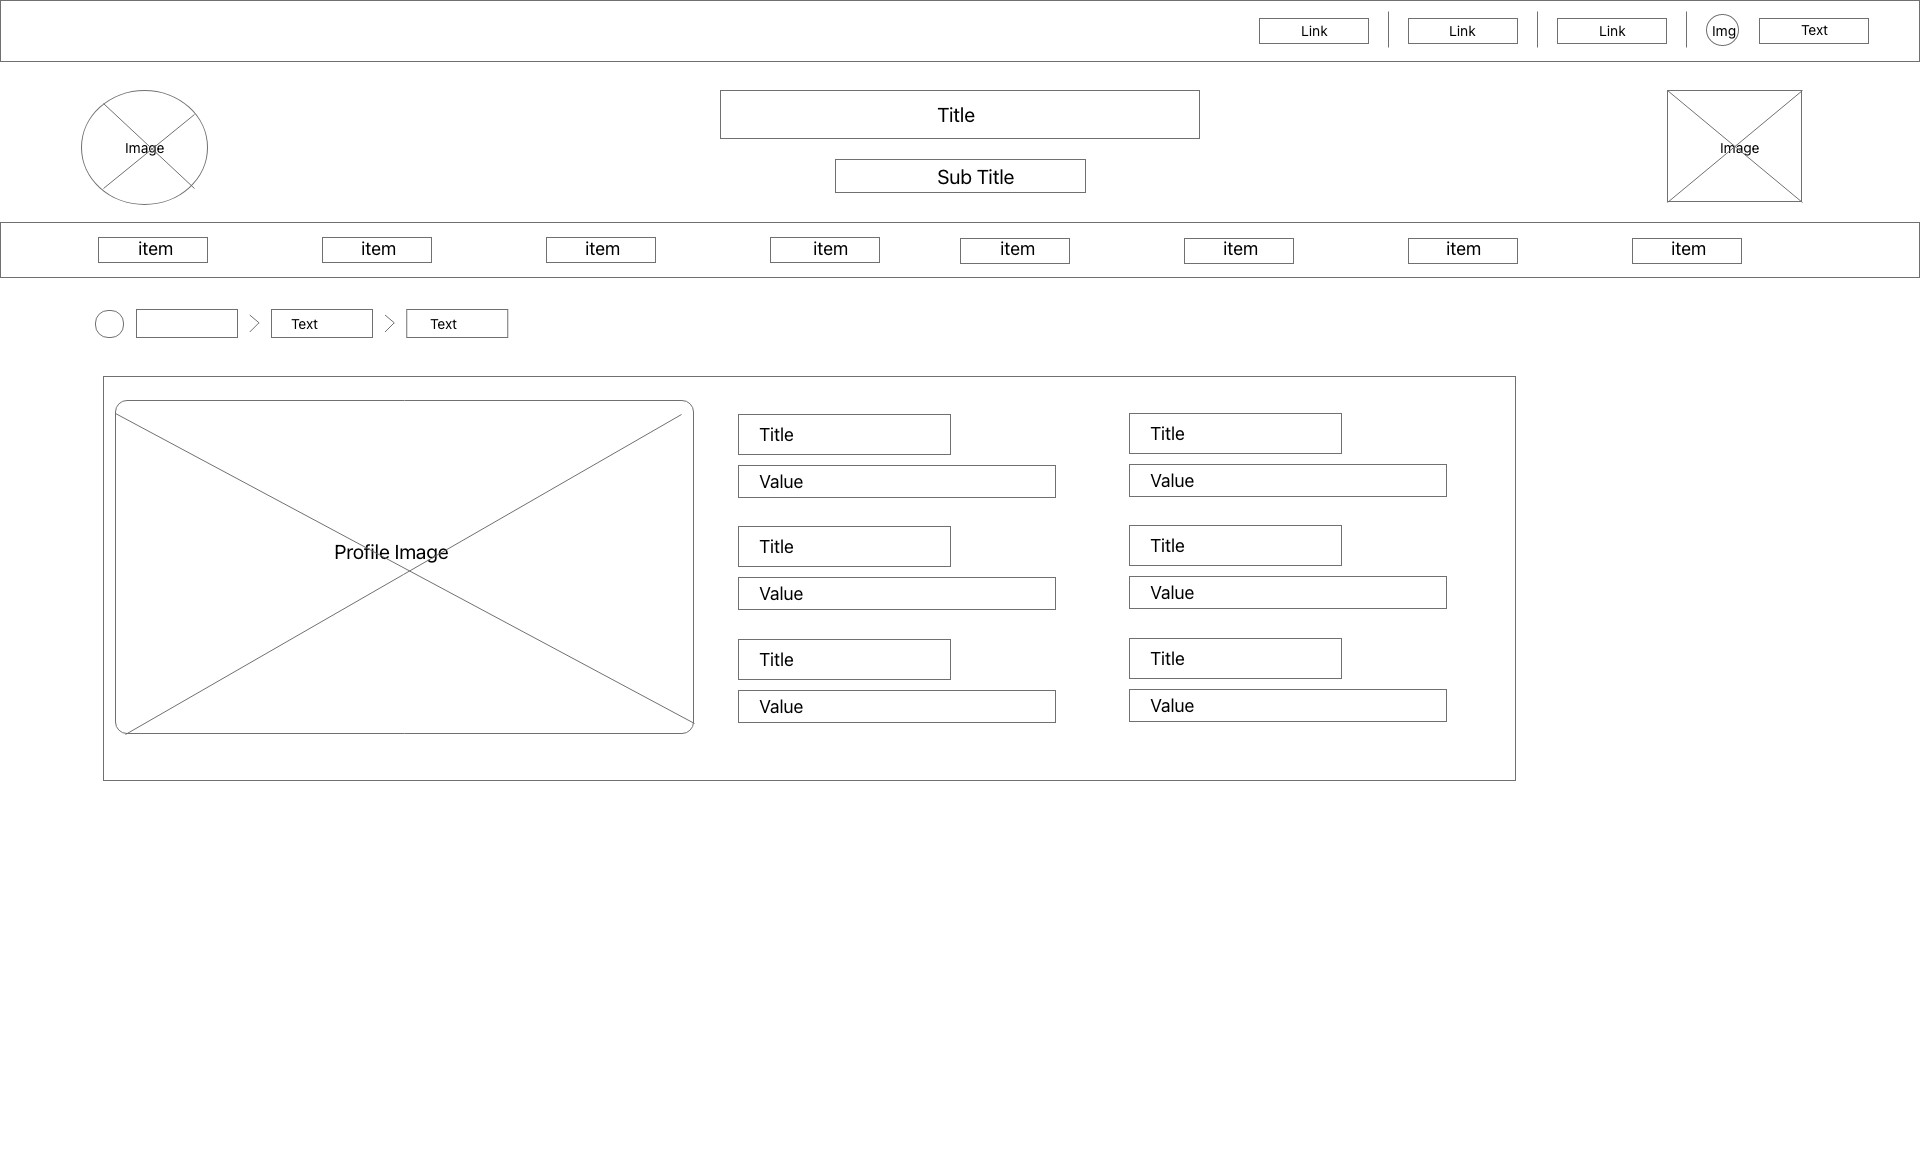 Link Link Link Img Text
Title
Image Image
Sub Title
item item item item item item item item
Text Text
Title Title
Value Value
Profile Image
Title Title
Value Value
Title Title
Value Value